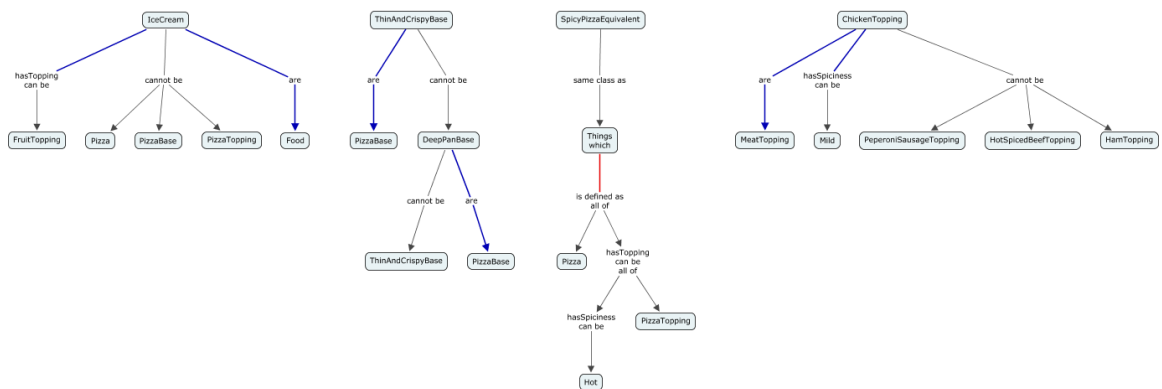 IceCream
hasTopping
can be
cannot be
are
FruitTopping
Pizza
PizzaBase
PizzaTopping
Food
ThinAndCrispyBase
are
cannot be
PizzaBase
DeepPanBase
cannot be
are
ThinAndCrispyBase
PizzaBase
SpicyPizzaEquivalent
same class as
Things
which
is defined as
all of
Pizza
hasTopping
can be
all of
hasSpiciness
can be
PizzaTopping
Hot
ChickenTopping
are
hasSpiciness
can be
cannot be
MeatTopping
Mild
PeperoniSausageTopping
HotSpicedBeefTopping
HamTopping